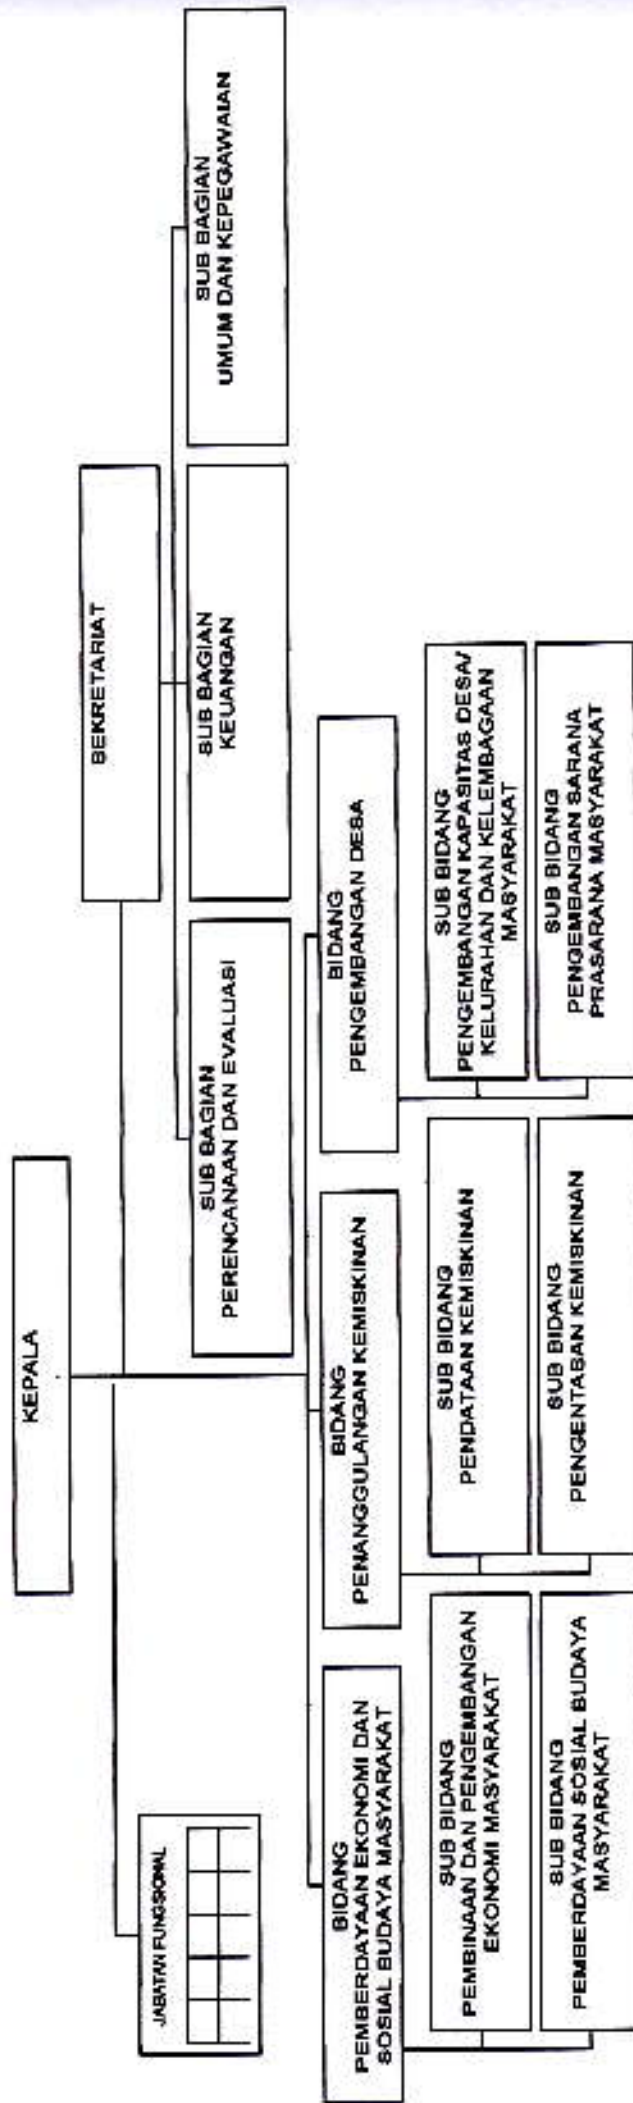 KEPALA
JABATAN FUNGSIONAL
SEKRETARIAT
SUB BAGIAN
PERENCANAAN DAN EVALUASI
SUB BAGIAN
KEUANGAN
SUB BAGIAN
UMUM DAN KEPEGAWAIAN
BIDANG
PEMBERDAYAAN EKONOMI DAN
SOSIAL BUDAYA MASYARAKAT
BIDANG
PENANGGULANGAN KEMISKINAN
BIDANG
PENGEMBANGAN DESA
SUB BIDANG
PEMBINAAN DAN PENGEMBANGAN
EKONOMI MASYARAKAT
SUB BIDANG
PEMBERDAYAAN SOSIAL BUDAYA
MASYARAKAT
SUB BIDANG
PENDATAAN KEMISKINAN
SUB BIDANG
PENGENTASAN KEMISKINAN
SUB BIDANG
PENGEMBANGAN KAPASITAS DESA/
KELURAHAN DAN KELEMBAGAAN
MASYARAKAT
SUB BIDANG
PENGEMBANGAN SARANA
PRASARANA MASYARAKAT